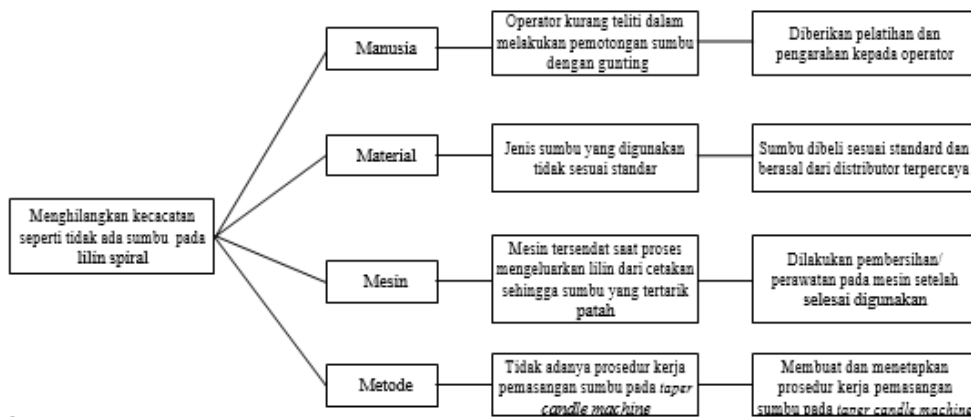 Menghilangkan kecacatan
seperti tidak ada sumbu pada
lilin spiral
Manusia
Operator kurang teliti dalam
melakukan pemotongan sumbu
dengan gunting
Diberikan pelatihan dan
pengarahan kepada operator
Material
Jenis sumbu yang digunakan
tidak sesuai standar
Sumbu dibeli sesuai standard dan
berasal dari distributor terpercaya
Mesin
Mesin tersendat saat proses
mengeluarkan lilin dari cetakan
sehingga sumbu yang tertarik
patah
Dilakukan pembersihan/
perawatan pada mesin setelah
selesai digunakan
Metode
Tidak adanya prosedur kerja
pemasangan sumbu pada taper
candle machine
Membuat dan menetapkan
prosedur kerja pemasangan
sumbu pada taper candle machine